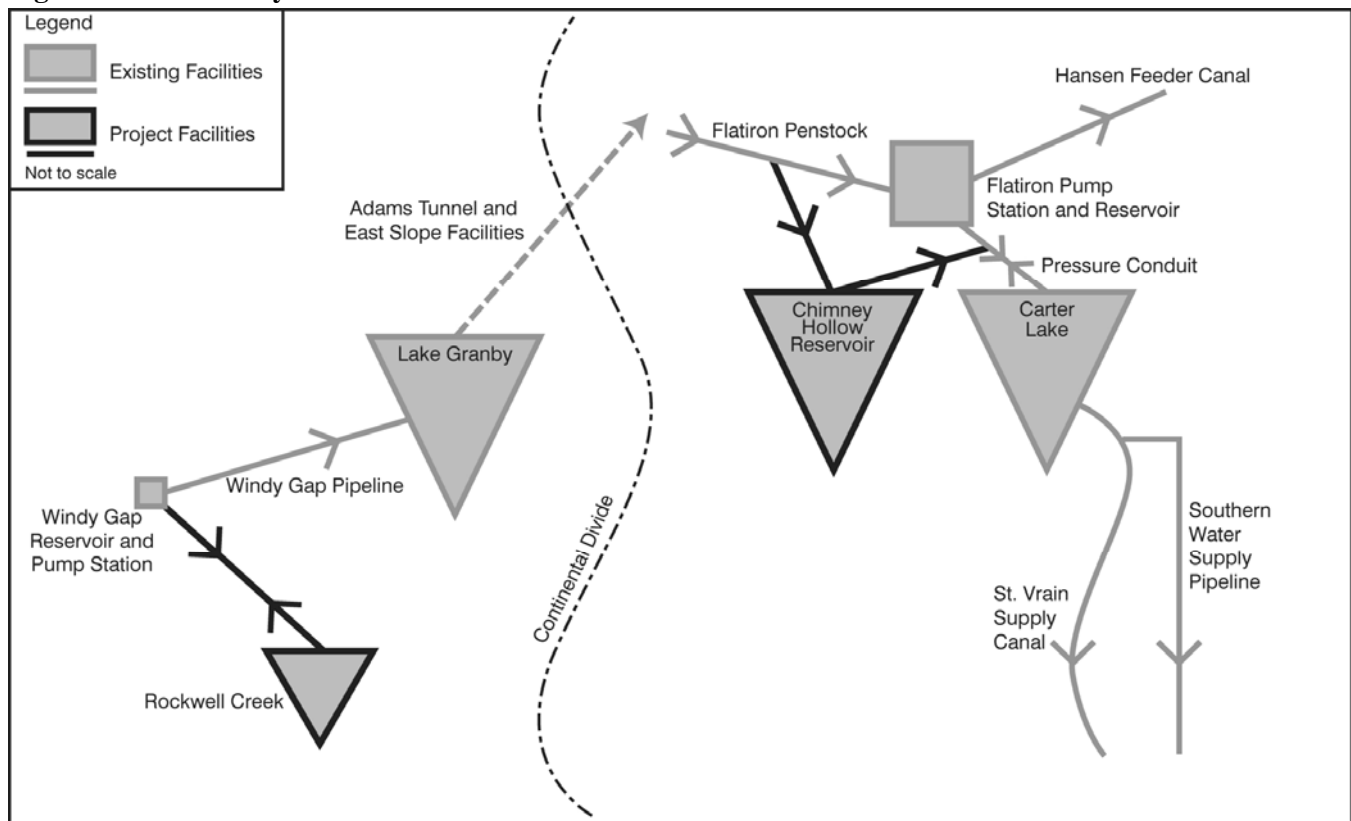 Legend
Existing Facilities
Project Facilities
Not to scale
Hansen Feeder Canal
Flatiron Penstock
Flatiron Pump
Station and Reservoir
Adams Tunnel and
East Slope Facilities
Pressure Conduit
Chimney
Hollow
Reservoir
Carter
Lake
Lake Granby
Windy Gap Pipeline
Windy Gap
Reservoir and
Pump Station
Continental Divide
Southern
Water
Supply
Pipeline
St. Vrain
Supply
Canal
Rockwell Creek